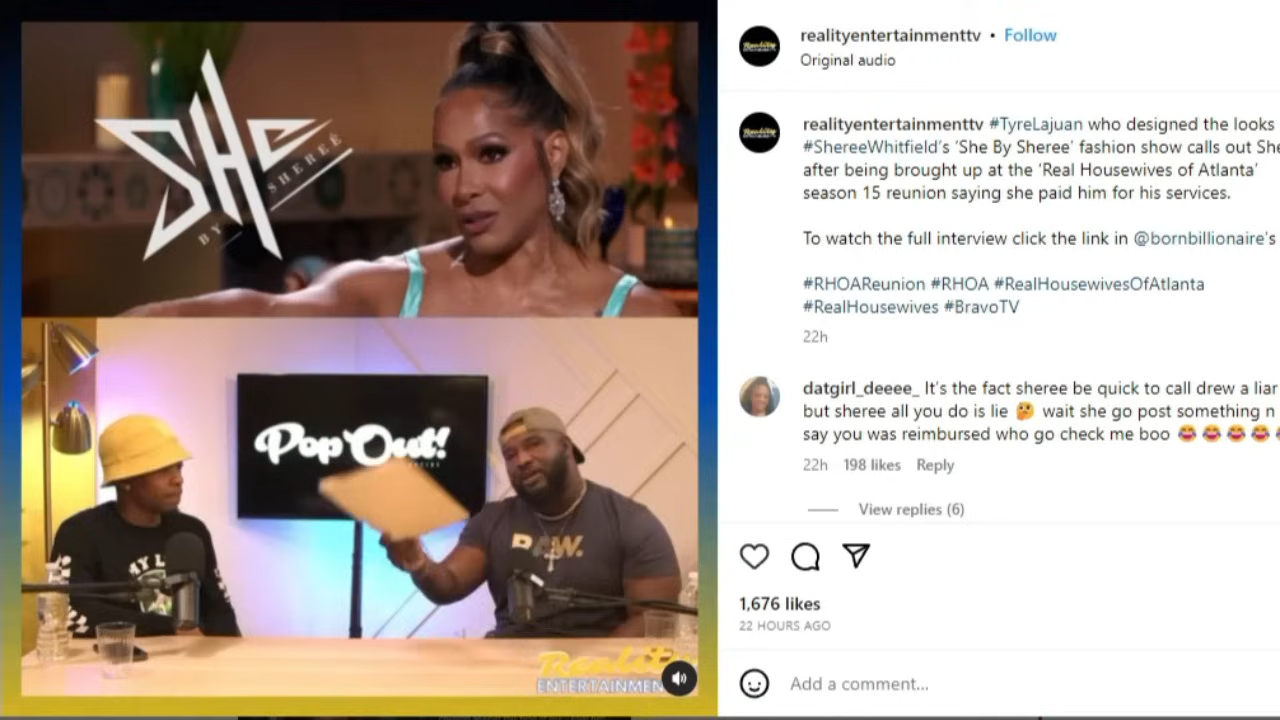 SHE
BY SHEREÉ
Pop Out!
RAW.
Reality
ENTERTAINMEN
realityentertainmenttv • Follow
Original audio
realityentertainmenttv #TyreLajuan who designed the looks
#ShereeWhitfield's 'She By Sheree' fashion show calls out She
after being brought up at the 'Real Housewives of Atlanta'
season 15 reunion saying she paid him for his services.
To watch the full interview click the link in @bornbillionaire's
#RHOAReunion #RHOA #RealHousewivesOfAtlanta
#RealHousewives #BravoTV
22h
datgirl_deeee_ It's the fact sheree be quick to call drew a liar
but sheree all you do is lie 🫢 wait she go post something n
say you was reimbursed who go check me boo 😂😂😂
22h 198 likes Reply
View replies (6)
1,676 likes
22 HOURS AGO
Add a comment...